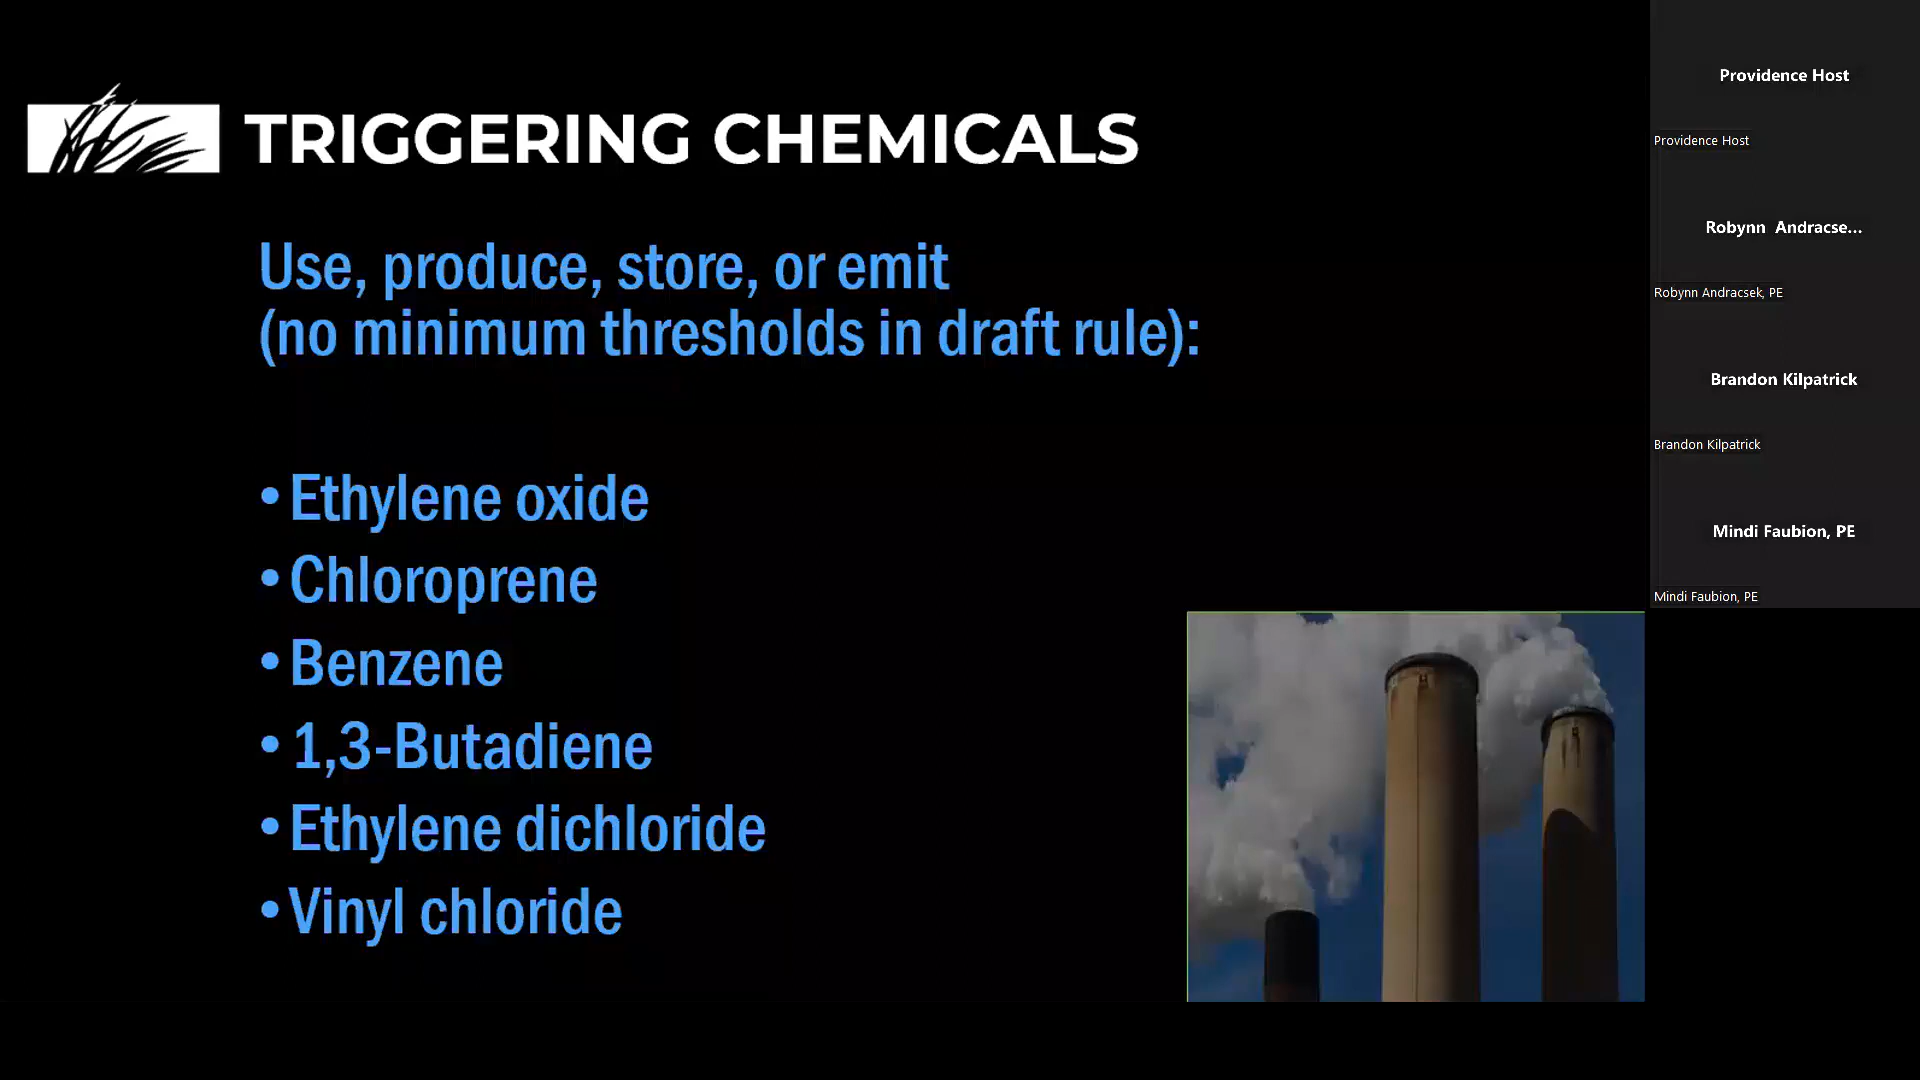 TRIGGERING CHEMICALS
Use, produce, store, or emit
(no minimum thresholds in draft rule):
• Ethylene oxide
• Chloroprene
• Benzene
• 1,3-Butadiene
• Ethylene dichloride
• Vinyl chloride
Providence Host
Providence Host
Robynn Andracse...
Robynn Andracsek, PE
Brandon Kilpatrick
Brandon Kilpatrick
Mindi Faubion, PE
Mindi Faubion, PE